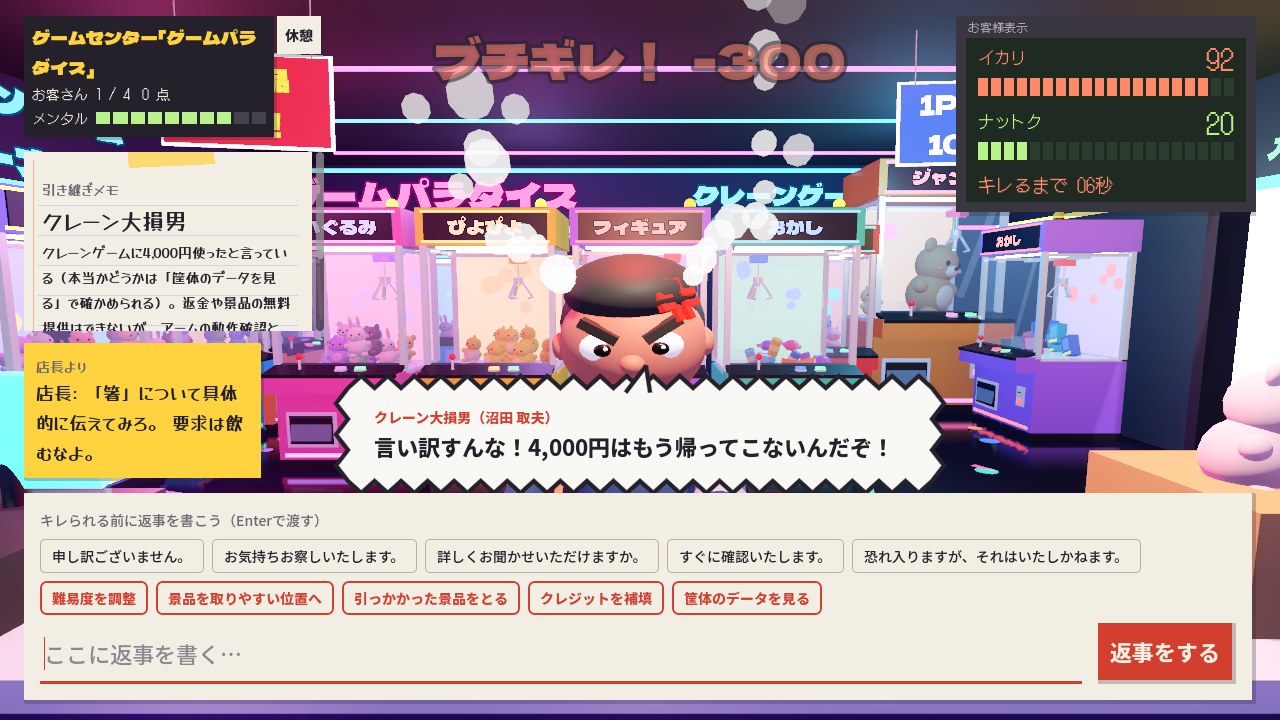 ゲームセンター「ゲームパラ
ダイス」
お客さん 1／4 0 点
メンタル
休憩
ブチギレ！ -300
お客様表示
イカリ 92
ナットク 20
キレるまで 06秒
引き継ぎメモ
クレーン大損男
クレーンゲームに4,000円使ったと言ってい
る（本当かどうかは「筐体のデータを見
る」で確かめられる）。返金や景品の無料
提供はできないが、アームの動作確認と
店長より
店長: 「箸」について具体
的に伝えてみろ。 要求は飲
むなよ。
ームパラダイス
クレーンゲー
1P
10
ジャン
ぐるみ
ぴよぴよ
フィギュア
おかし
おかし
クレーン大損男（沼田 取夫）
言い訳すんな！4,000円はもう帰ってこないんだぞ！
キレられる前に返事を書こう（Enterで渡す）
申し訳ございません。
お気持ちお察しいたします。
詳しくお聞かせいただけますか。
すぐに確認いたします。
恐れ入りますが、それはいたしかねます。
難易度を調整
景品を取りやすい位置へ
引っかかった景品をとる
クレジットを補填
筐体のデータを見る
ここに返事を書く…
返事をする